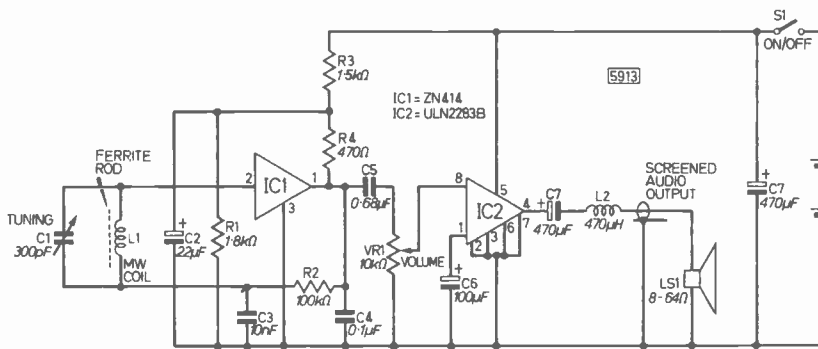 S1
ON/OFF
R3
1·5kΩ
IC1 = ZN414
IC2 = ULN2283B
5913
FERRITE
ROD
R4
470Ω
C5
0·68µF
2
IC1
1
3
8
5
IC2
1
2
3
6
4
7
C7
470µF
L2
470µH
SCREENED
AUDIO
OUTPUT
C7
470µF
TUNING
C1
300pF
L1
MW
COIL
C2
22µF
R1
1·8kΩ
VR1
10kΩ
VOLUME
R2
100kΩ
C6
100µF
LS1
8-64Ω
C3
10nF
C4
0·1µF
+
+
+
+